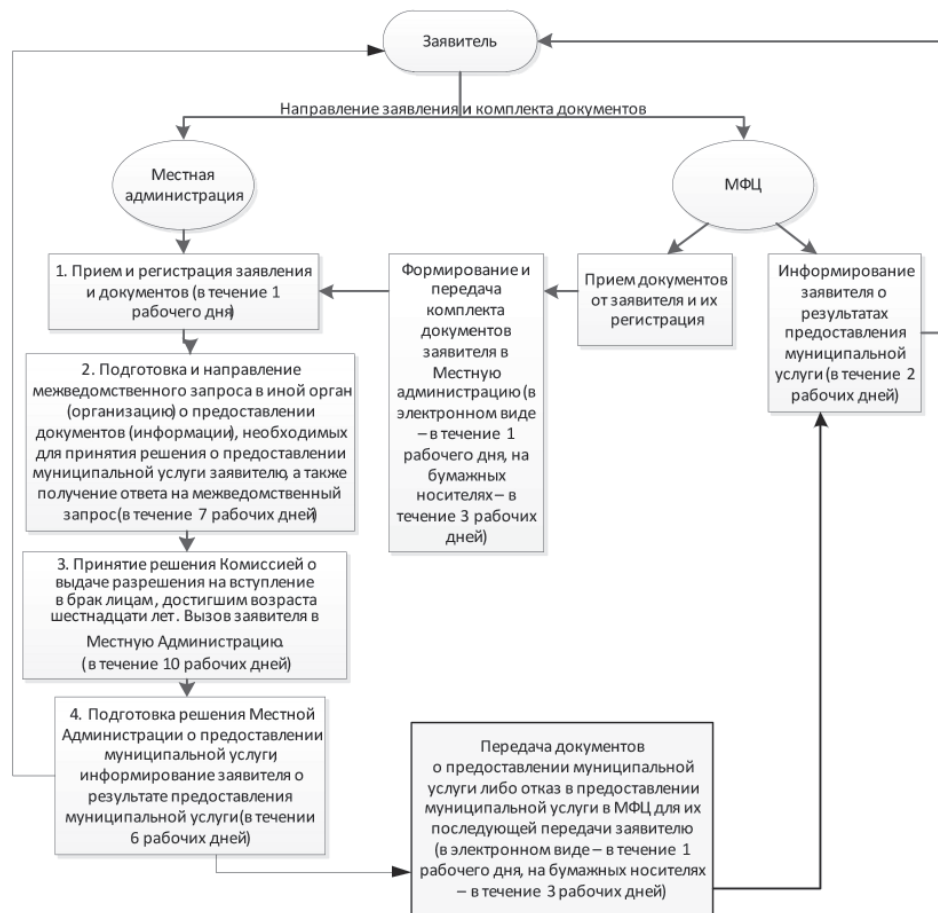 Заявитель
Направление заявления и комплекта документов
Местная
администрация
МФЦ
1. Прием и регистрация заявления
и документов (в течение 1
рабочего дня)
Формирование и
передача
комплекта
документов
заявителя в
Местную
администрацию (в
электронном виде
– в течение 1
рабочего дня, на
бумажных
носителях – в
течение 3 рабочих
дней)
Прием документов
от заявителя и их
регистрация
Информирование
заявителя о
результатах
предоставления
муниципальной
услуги (в течение 2
рабочих дней)
2. Подготовка и направление
межведомственного запроса в иной орган
(организацию) о предоставлении
документов (информации), необходимых
для принятия решения о предоставлении
муниципальной услуги заявителю, а также
получение ответа на межведомственный
запрос (в течение 7 рабочих дней)
3. Принятие решения Комиссией о
выдаче разрешения на вступление
в брак лицам, достигшим возраста
шестнадцати лет. Вызов заявителя в
Местную Администрацию.
(в течение 10 рабочих дней)
4. Подготовка решения Местной
Администрации о предоставлении
муниципальной услуги,
информирование заявителя о
результате предоставления
муниципальной услуги (в течении
6 рабочих дней)
Передача документов
о предоставлении муниципальной
услуги либо отказ в предоставлении
муниципальной услуги в МФЦ для их
последующей передачи заявителю
(в электронном виде – в течение 1
рабочего дня, на бумажных носителях
– в течение 3 рабочих дней)